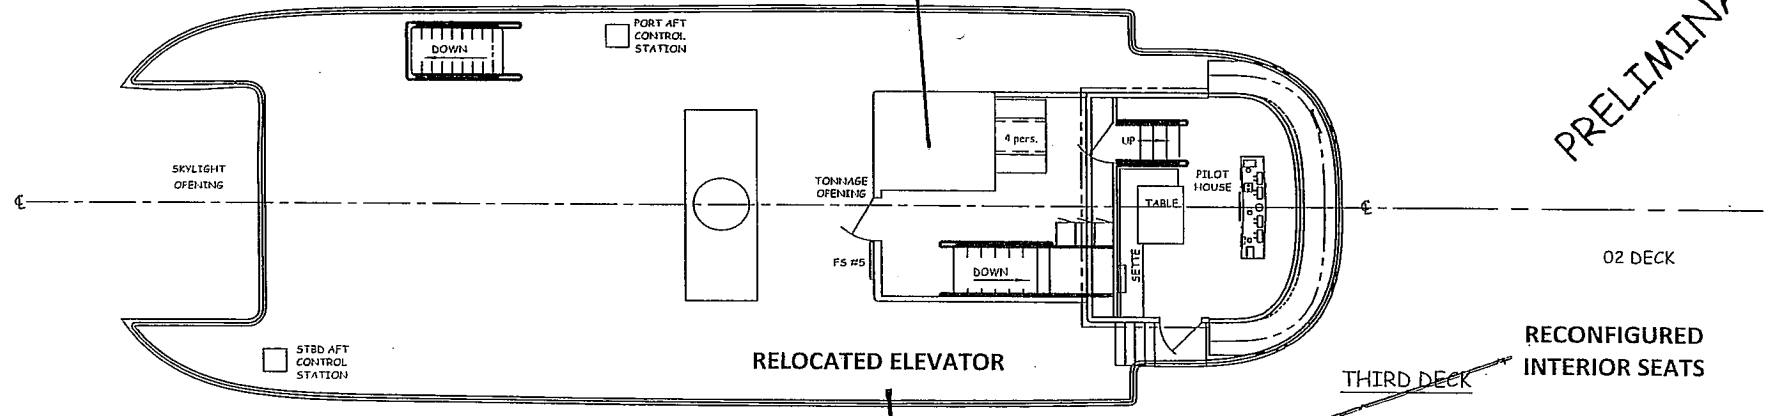 PORT AFT
CONTROL
STATION
DOWN
PRELIMINA
4 pers.
UP
SKYLIGHT
OPENING
TONNAGE
OPENING
PILOT
HOUSE
TABLE
℄
℄
FS #5
DOWN
SETTE
02 DECK
STBD AFT
CONTROL
STATION
RELOCATED ELEVATOR
RECONFIGURED
INTERIOR SEATS
THIRD DECK